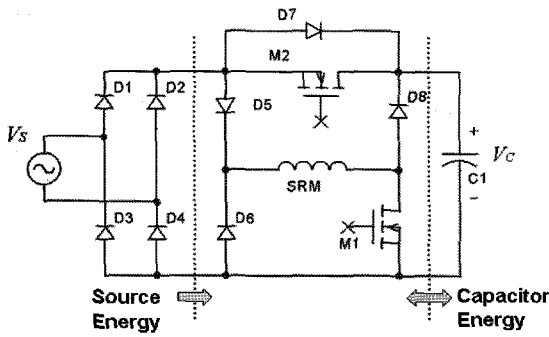 D7
M2
D1
D2
D5
D8
Vs
+
Vc
C1
-
SRM
D3
D4
D6
M1
Source
Energy
Capacitor
Energy